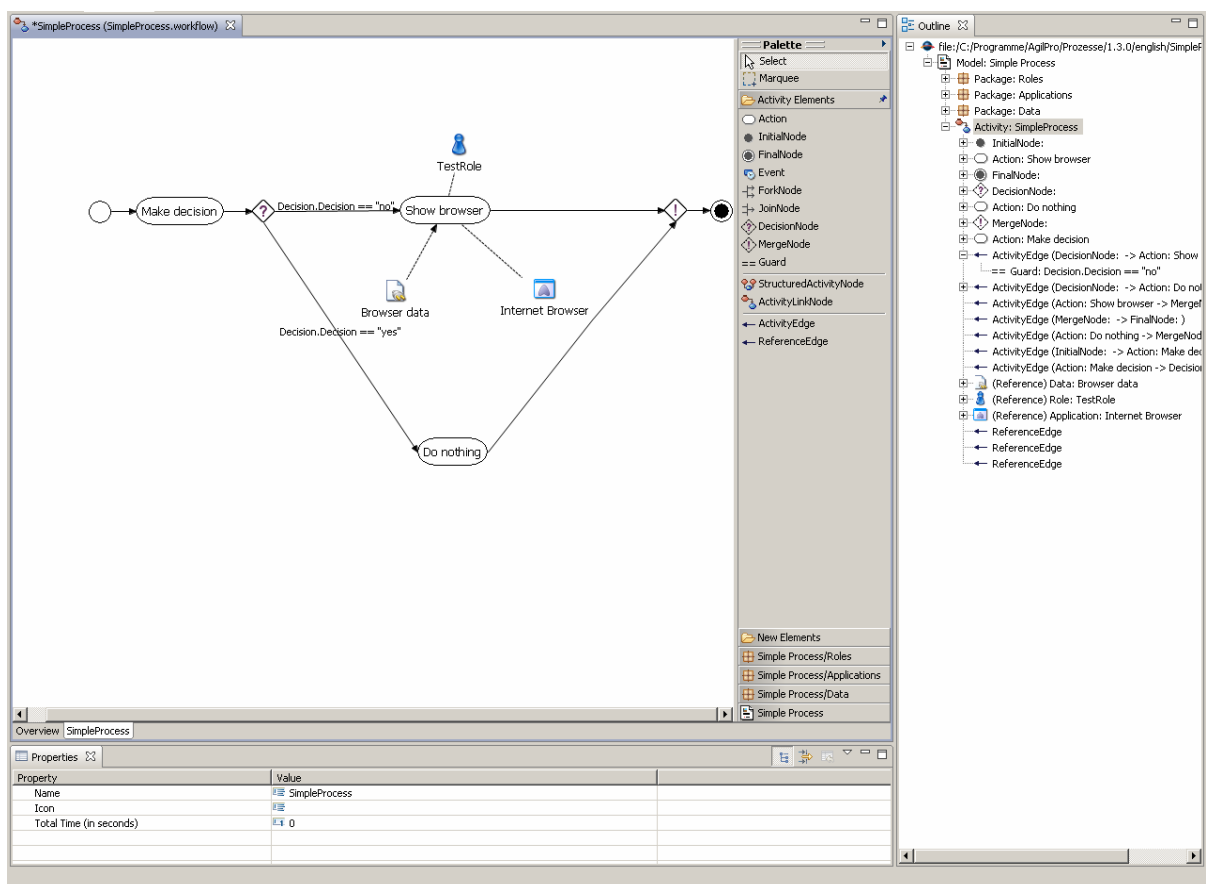 *SimpleProcess (SimpleProcess.workflow)
TestRole
Make decision
?
Decision.Decision == "no"
Show browser
!
Browser data
Internet Browser
Decision.Decision == "yes"
Do nothing
Overview
SimpleProcess
Palette
Select
Marquee
Activity Elements
Action
InitialNode
FinalNode
Event
ForkNode
JoinNode
DecisionNode
MergeNode
== Guard
StructuredActivityNode
ActivityLinkNode
ActivityEdge
ReferenceEdge
New Elements
Simple Process/Roles
Simple Process/Applications
Simple Process/Data
Simple Process
Properties
Property Value
Name SimpleProcess
Icon
Total Time (in seconds) 0
Outline
file:/C:/Programme/AgilPro/Prozesse/1.3.0/english/SimpleP
Model: Simple Process
Package: Roles
Package: Applications
Package: Data
Activity: SimpleProcess
InitialNode:
Action: Show browser
FinalNode:
DecisionNode:
Action: Do nothing
MergeNode:
Action: Make decision
ActivityEdge (DecisionNode: -> Action: Show
== Guard: Decision.Decision == "no"
ActivityEdge (DecisionNode: -> Action: Do not
ActivityEdge (Action: Show browser -> Merge
ActivityEdge (MergeNode: -> FinalNode: )
ActivityEdge (Action: Do nothing -> MergeNod
ActivityEdge (InitialNode: -> Action: Make dec
ActivityEdge (Action: Make decision -> Decision
(Reference) Data: Browser data
(Reference) Role: TestRole
(Reference) Application: Internet Browser
ReferenceEdge
ReferenceEdge
ReferenceEdge